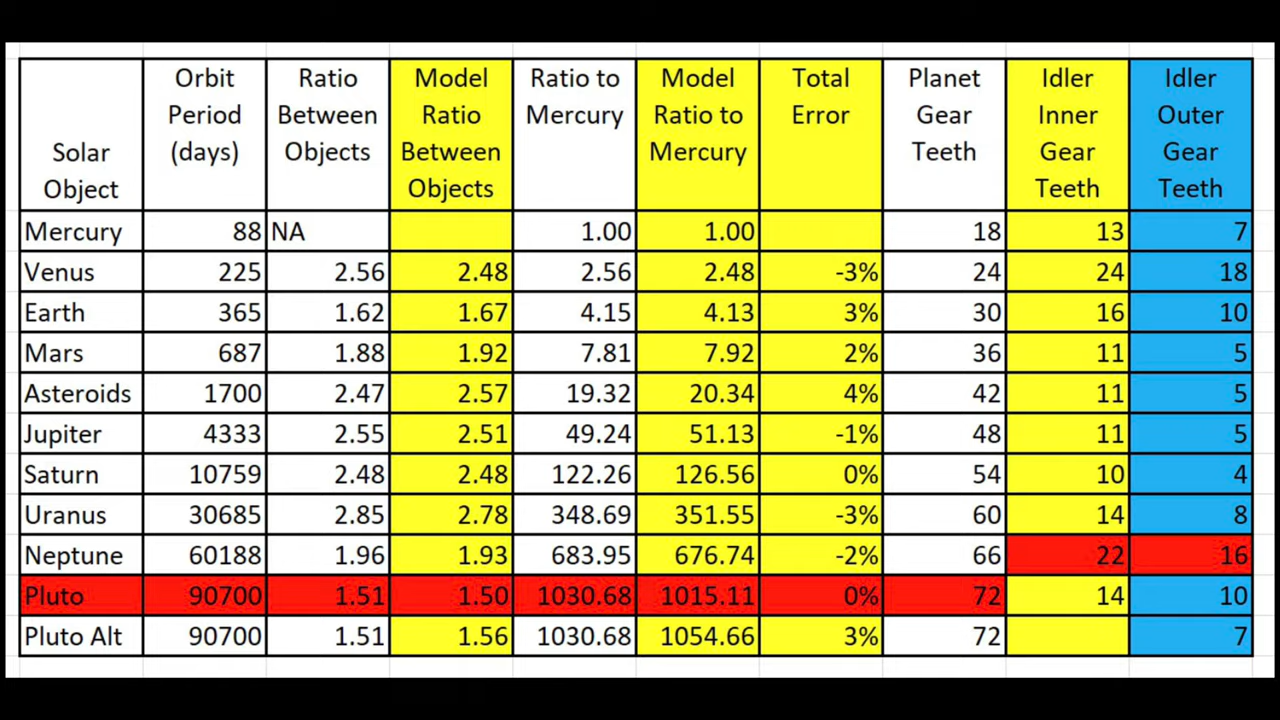 Solar Object | Orbit Period (days) | Ratio Between Objects | Model Ratio Between Objects | Ratio to Mercury | Model Ratio to Mercury | Total Error | Planet Gear Teeth | Idler Inner Gear Teeth | Idler Outer Gear Teeth
Mercury | 88 | NA | | 1.00 | 1.00 | | 18 | 13 | 7
Venus | 225 | 2.56 | 2.48 | 2.56 | 2.48 | -3% | 24 | 24 | 18
Earth | 365 | 1.62 | 1.67 | 4.15 | 4.13 | 3% | 30 | 16 | 10
Mars | 687 | 1.88 | 1.92 | 7.81 | 7.92 | 2% | 36 | 11 | 5
Asteroids | 1700 | 2.47 | 2.57 | 19.32 | 20.34 | 4% | 42 | 11 | 5
Jupiter | 4333 | 2.55 | 2.51 | 49.24 | 51.13 | -1% | 48 | 11 | 5
Saturn | 10759 | 2.48 | 2.48 | 122.26 | 126.56 | 0% | 54 | 10 | 4
Uranus | 30685 | 2.85 | 2.78 | 348.69 | 351.55 | -3% | 60 | 14 | 8
Neptune | 60188 | 1.96 | 1.93 | 683.95 | 676.74 | -2% | 66 | 22 | 16
Pluto | 90700 | 1.51 | 1.50 | 1030.68 | 1015.11 | 0% | 72 | 14 | 10
Pluto Alt | 90700 | 1.51 | 1.56 | 1030.68 | 1054.66 | 3% | 72 | | 7